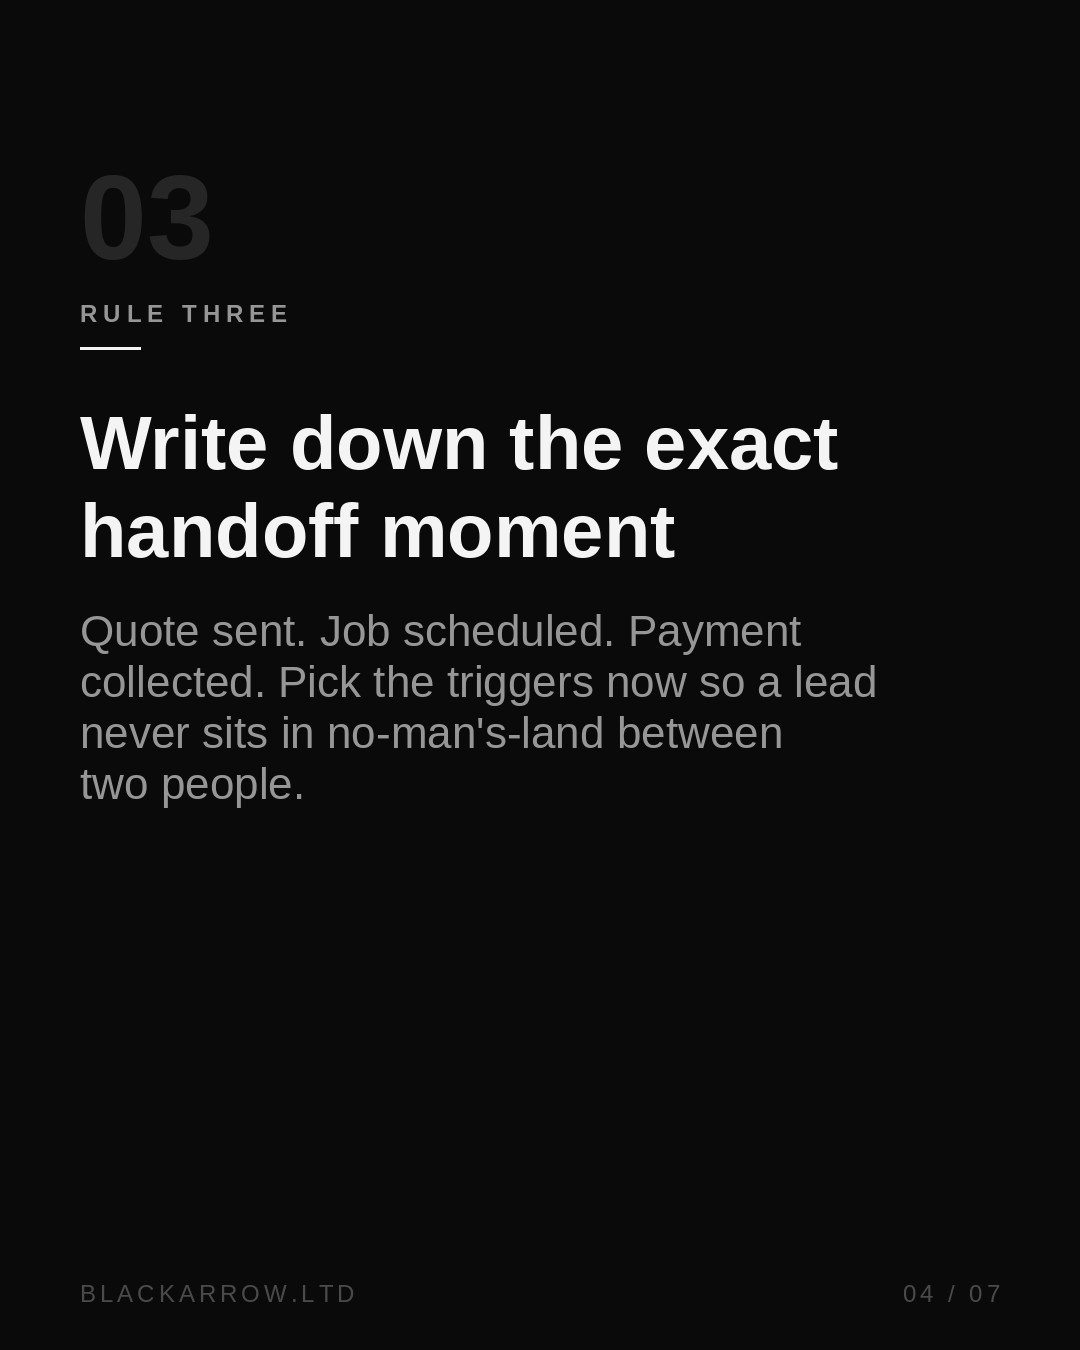 03
RULE THREE
Write down the exact
handoff moment
Quote sent. Job scheduled. Payment
collected. Pick the triggers now so a lead
never sits in no-man's-land between
two people.
BLACKARROW.LTD
04 / 07